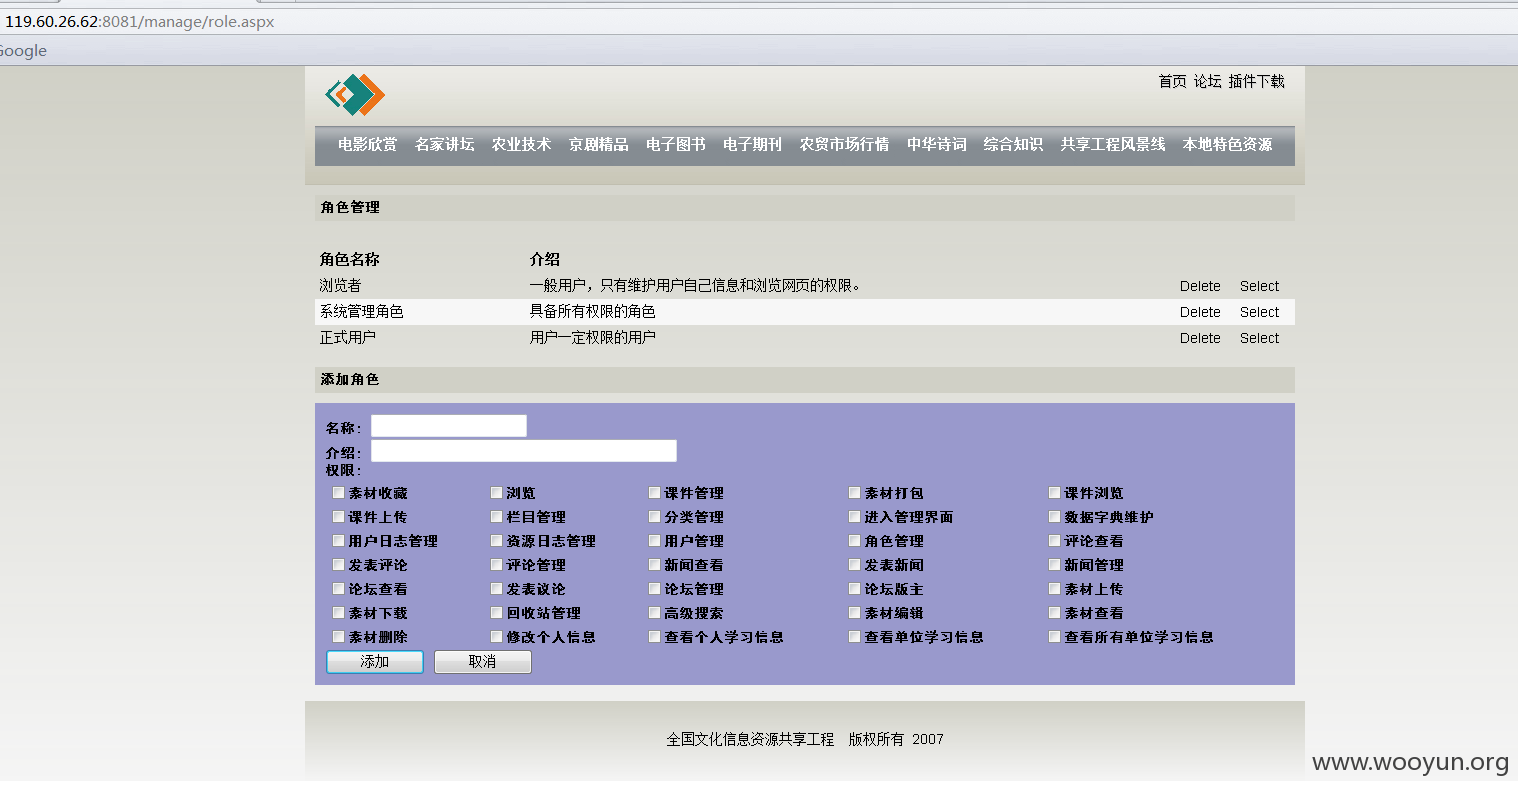 119.60.26.62:8081/manage/role.aspx
Google
首页 论坛 插件下载
电影欣赏 名家讲坛 农业技术 京剧精品 电子图书 电子期刊 农贸市场行情 中华诗词 综合知识 共享工程风景线 本地特色资源
角色管理
角色名称 介绍
浏览者 一般用户，只有维护用户自己信息和浏览网页的权限。 Delete Select
系统管理角色 具备所有权限的角色 Delete Select
正式用户 用户一定权限的用户 Delete Select
添加角色
名称：
介绍：
权限：
素材收藏 浏览 课件管理 素材打包 课件浏览
课件上传 栏目管理 分类管理 进入管理界面 数据字典维护
用户日志管理 资源日志管理 用户管理 角色管理 评论查看
发表评论 评论管理 新闻查看 发表新闻 新闻管理
论坛查看 发表议论 论坛管理 论坛版主 素材上传
素材下载 回收站管理 高级搜索 素材编辑 素材查看
素材删除 修改个人信息 查看个人学习信息 查看单位学习信息 查看所有单位学习信息
添加 取消
全国文化信息资源共享工程 版权所有 2007
www.wooyun.org